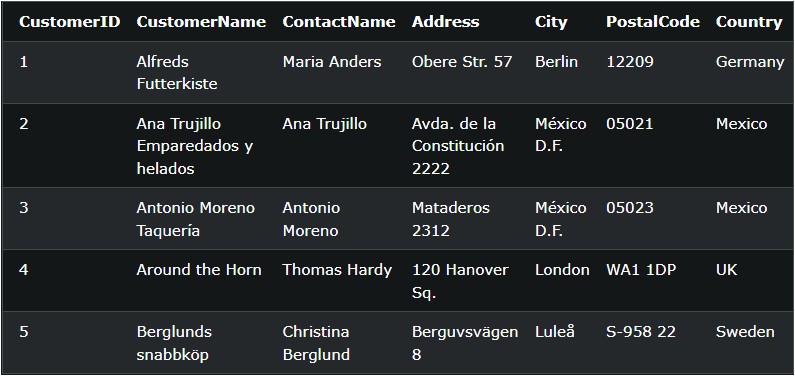 CustomerID CustomerName ContactName Address City PostalCode Country
1 Alfreds Maria Anders Obere Str. 57 Berlin 12209 Germany
Futterkiste
2 Ana Trujillo Ana Trujillo Avda. de la México 05021 Mexico
Emparedados y Constitución D.F.
helados 2222
3 Antonio Moreno Antonio Mataderos México 05023 Mexico
Taquería Moreno 2312 D.F.
4 Around the Horn Thomas Hardy 120 Hanover London WA1 1DP UK
Sq.
5 Berglunds Christina Berguvsvägen Luleå S-958 22 Sweden
snabbköp Berglund 8